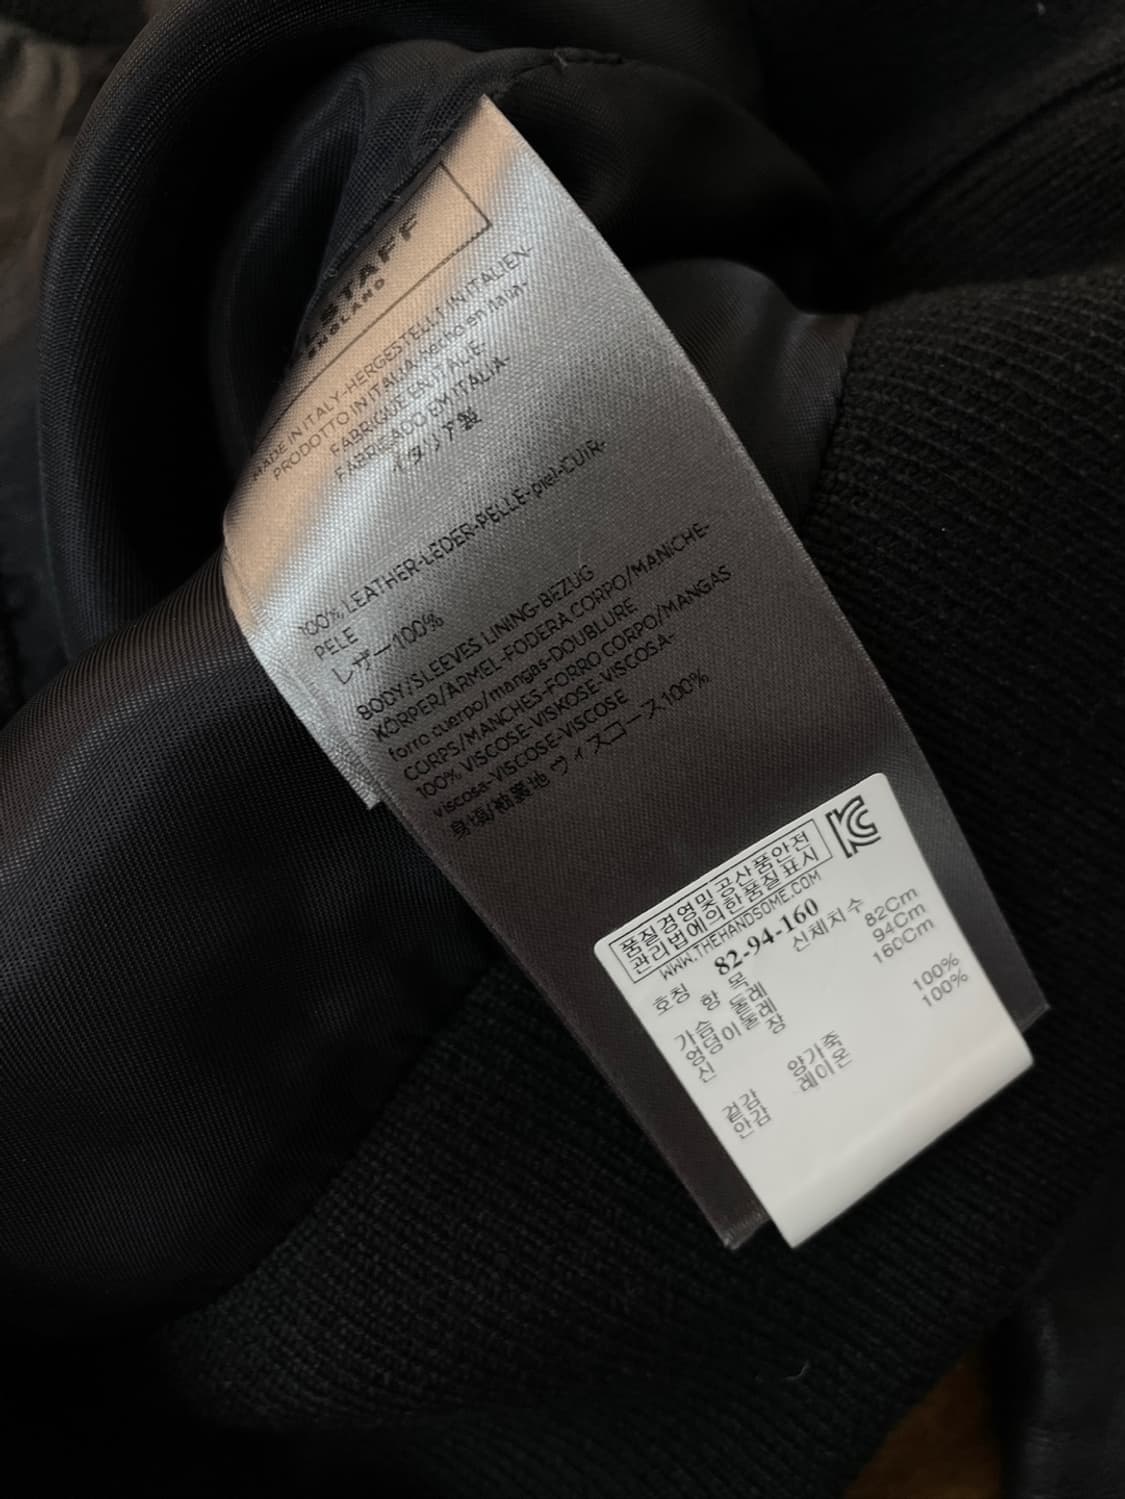 STAFF
ENGLAND
MADE IN ITALY-HERGESTELLT IN ITALIEN-
PRODOTTO IN ITALIA-hecho en Italia-
FABRIQUÉ EN ITALIE-
FABRICADO EM ITALIA-
イタリア製
100% LEATHER-LEDER-PELLE-piel-CUIR-
PELE
レザー100%
BODY/SLEEVES LINING-BEZUG
KÖRPER/ARMEL-FODERA CORPO/MANICHE-
forro cuerpo/mangas-DOUBLURE
CORPS/MANCHES-FORRO CORPO/MANGAS
100% VISCOSE-VISKOSE-VISCOSA-
viscosa-VISCOSE-VISCOSE
身頃/袖裏地 ヴィスコース100%
품질경영및공산품안전
관리법에의한품질표시
WWW.THEHANDSOME.COM
호칭 82-94-160
항 목 신체치수
가슴둘레 82Cm
엉덩이둘레 94Cm
신 장 160Cm
겉감 양가죽 100%
안감 레이온 100%